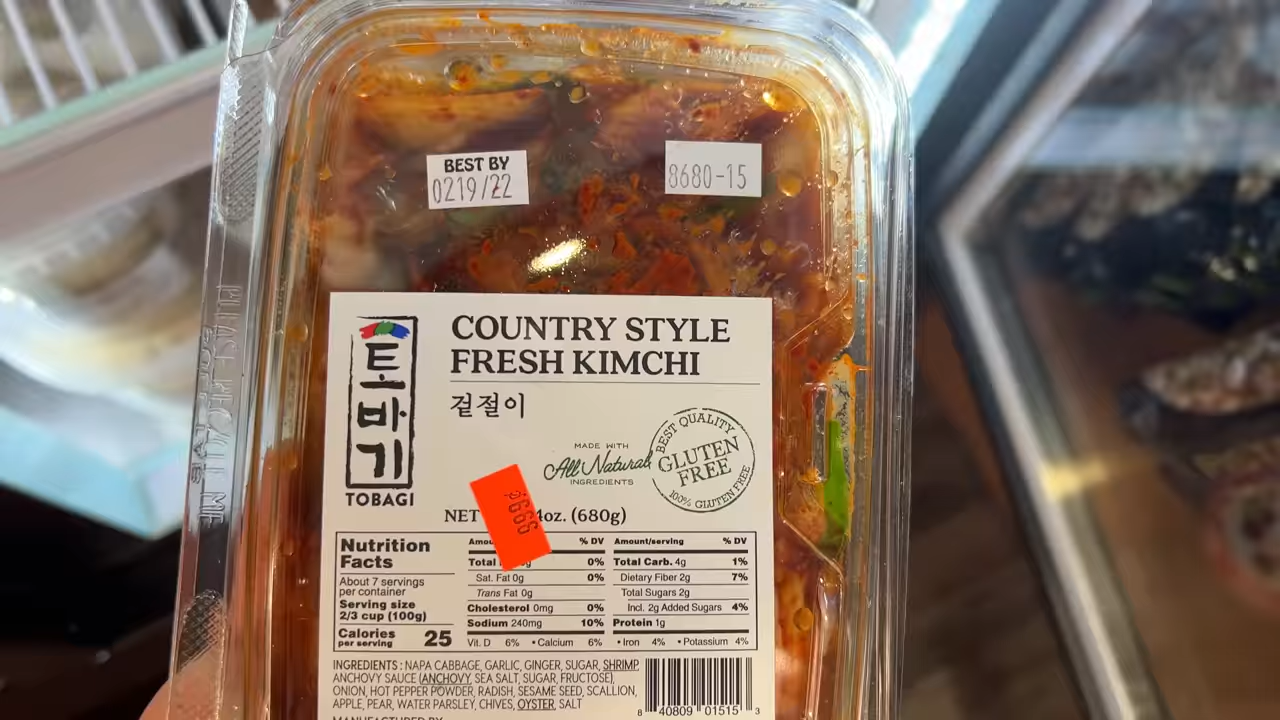 BEST BY
0219/22
8680-15
토
마
기
TOBAGI
COUNTRY STYLE
FRESH KIMCHI
겉절이
MADE WITH
All Natural
INGREDIENTS
BEST QUALITY
GLUTEN
FREE
100% GLUTEN FREE
NET 4oz. (680g)
Nutrition
Facts
About 7 servings
per container
Serving size
2/3 cup (100g)
Calories 25
per serving
% DV
Total 0%
Sat. Fat 0g 0%
Trans Fat 0g
Cholesterol 0mg 0%
Sodium 240mg 10%
Amount/serving % DV
Total Carb. 4g 1%
Dietary Fiber 2g 7%
Total Sugars 2g
Incl. 2g Added Sugars 4%
Protein 1g
Vit. D 6% • Calcium 6% • Iron 4% • Potassium 4%
INGREDIENTS : NAPA CABBAGE, GARLIC, GINGER, SUGAR, SHRIMP,
ANCHOVY SAUCE (ANCHOVY, SEA SALT, SUGAR, FRUCTOSE),
ONION, HOT PEPPER POWDER, RADISH, SESAME SEED, SCALLION,
APPLE, PEAR, WATER PARSLEY, CHIVES, OYSTER, SALT
MANUFACTURED BY
8 40809 01515 3